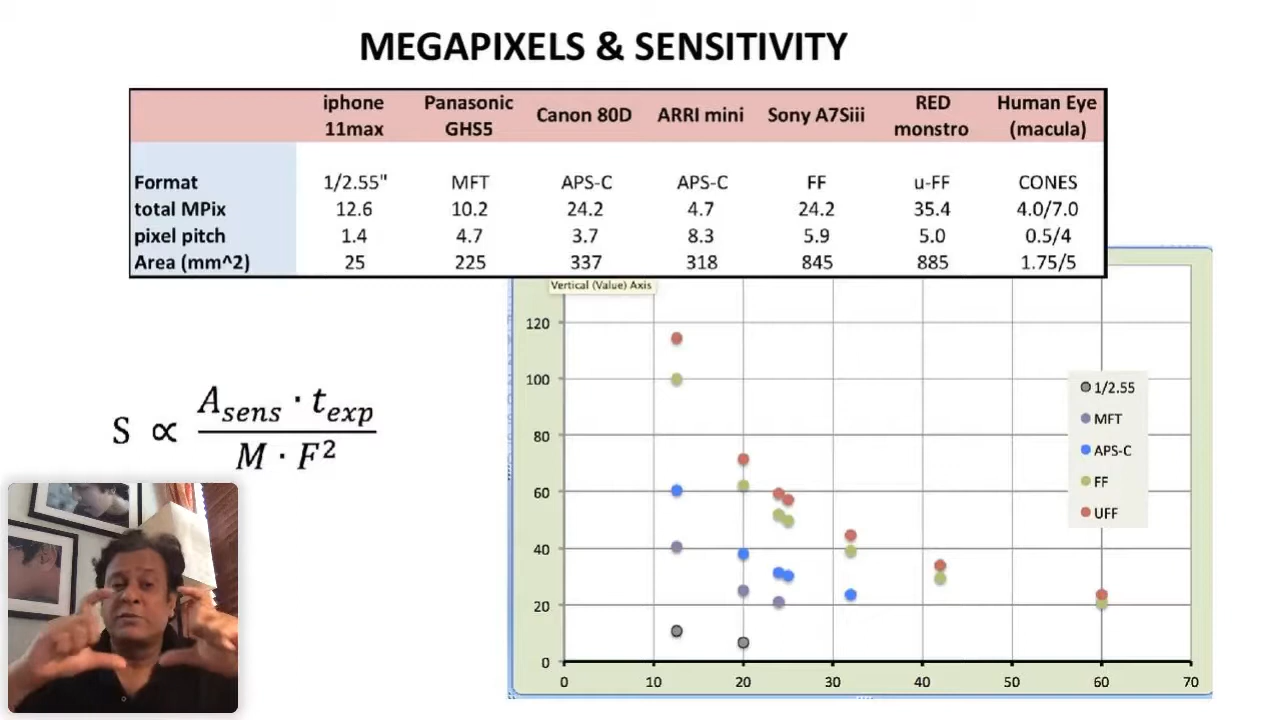 MEGAPIXELS & SENSITIVITY
iphone 11max Panasonic GHS5 Canon 80D ARRI mini Sony A7Siii RED monstro Human Eye (macula)
Format 1/2.55" MFT APS-C APS-C FF u-FF CONES
total MPix 12.6 10.2 24.2 4.7 24.2 35.4 4.0/7.0
pixel pitch 1.4 4.7 3.7 8.3 5.9 5.0 0.5/4
Area (mm^2) 25 225 337 318 845 885 1.75/5
Vertical (Value) Axis
120
100
80
60
40
20
0
0 10 20 30 40 50 60 70
1/2.55
MFT
APS-C
FF
UFF
S ∝ A_sens · t_exp
M · F²